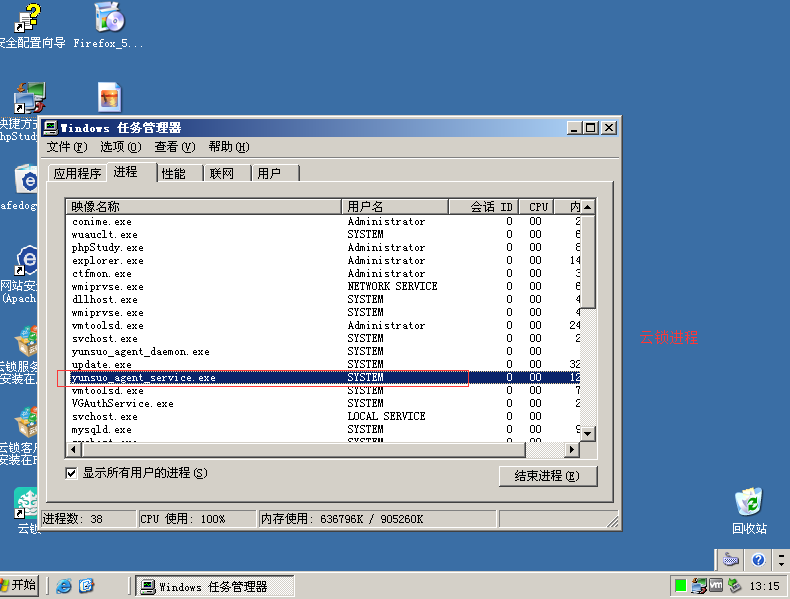 安全配置向导
Firefox_5...
快捷方式
hpStudy
afedog
网站安
(Apach
云锁服务
安装在
云锁客户
安装在P
云锁
Windows 任务管理器
文件(F) 选项(O) 查看(V) 帮助(H)
应用程序 进程 性能 联网 用户
映像名称 用户名 会话 ID CPU 内
conime.exe Administrator 0 00 2
wuauclt.exe SYSTEM 0 00 6
phpStudy.exe Administrator 0 00 8
explorer.exe Administrator 0 00 14
ctfmon.exe Administrator 0 00 3
wmiprvse.exe NETWORK SERVICE 0 00 6
dllhost.exe SYSTEM 0 00 4
wmiprvse.exe SYSTEM 0 00 4
vmtoolsd.exe Administrator 0 00 24
svchost.exe SYSTEM 0 00 2
yunsuo_agent_daemon.exe SYSTEM 0 00
update.exe SYSTEM 0 00 32
yunsuo_agent_service.exe SYSTEM 0 00 12
vmtoolsd.exe SYSTEM 0 00 7
VGAuthService.exe SYSTEM 0 00 2
svchost.exe LOCAL SERVICE 0 00
mysqld.exe SYSTEM 0 00 9
svchost.exe SYSTEM 0 00
显示所有用户的进程(S)
结束进程(E)
进程数: 38 CPU 使用: 100% 内存使用: 636796K / 905260K
云锁进程
回收站
开始
Windows 任务管理器
13:15